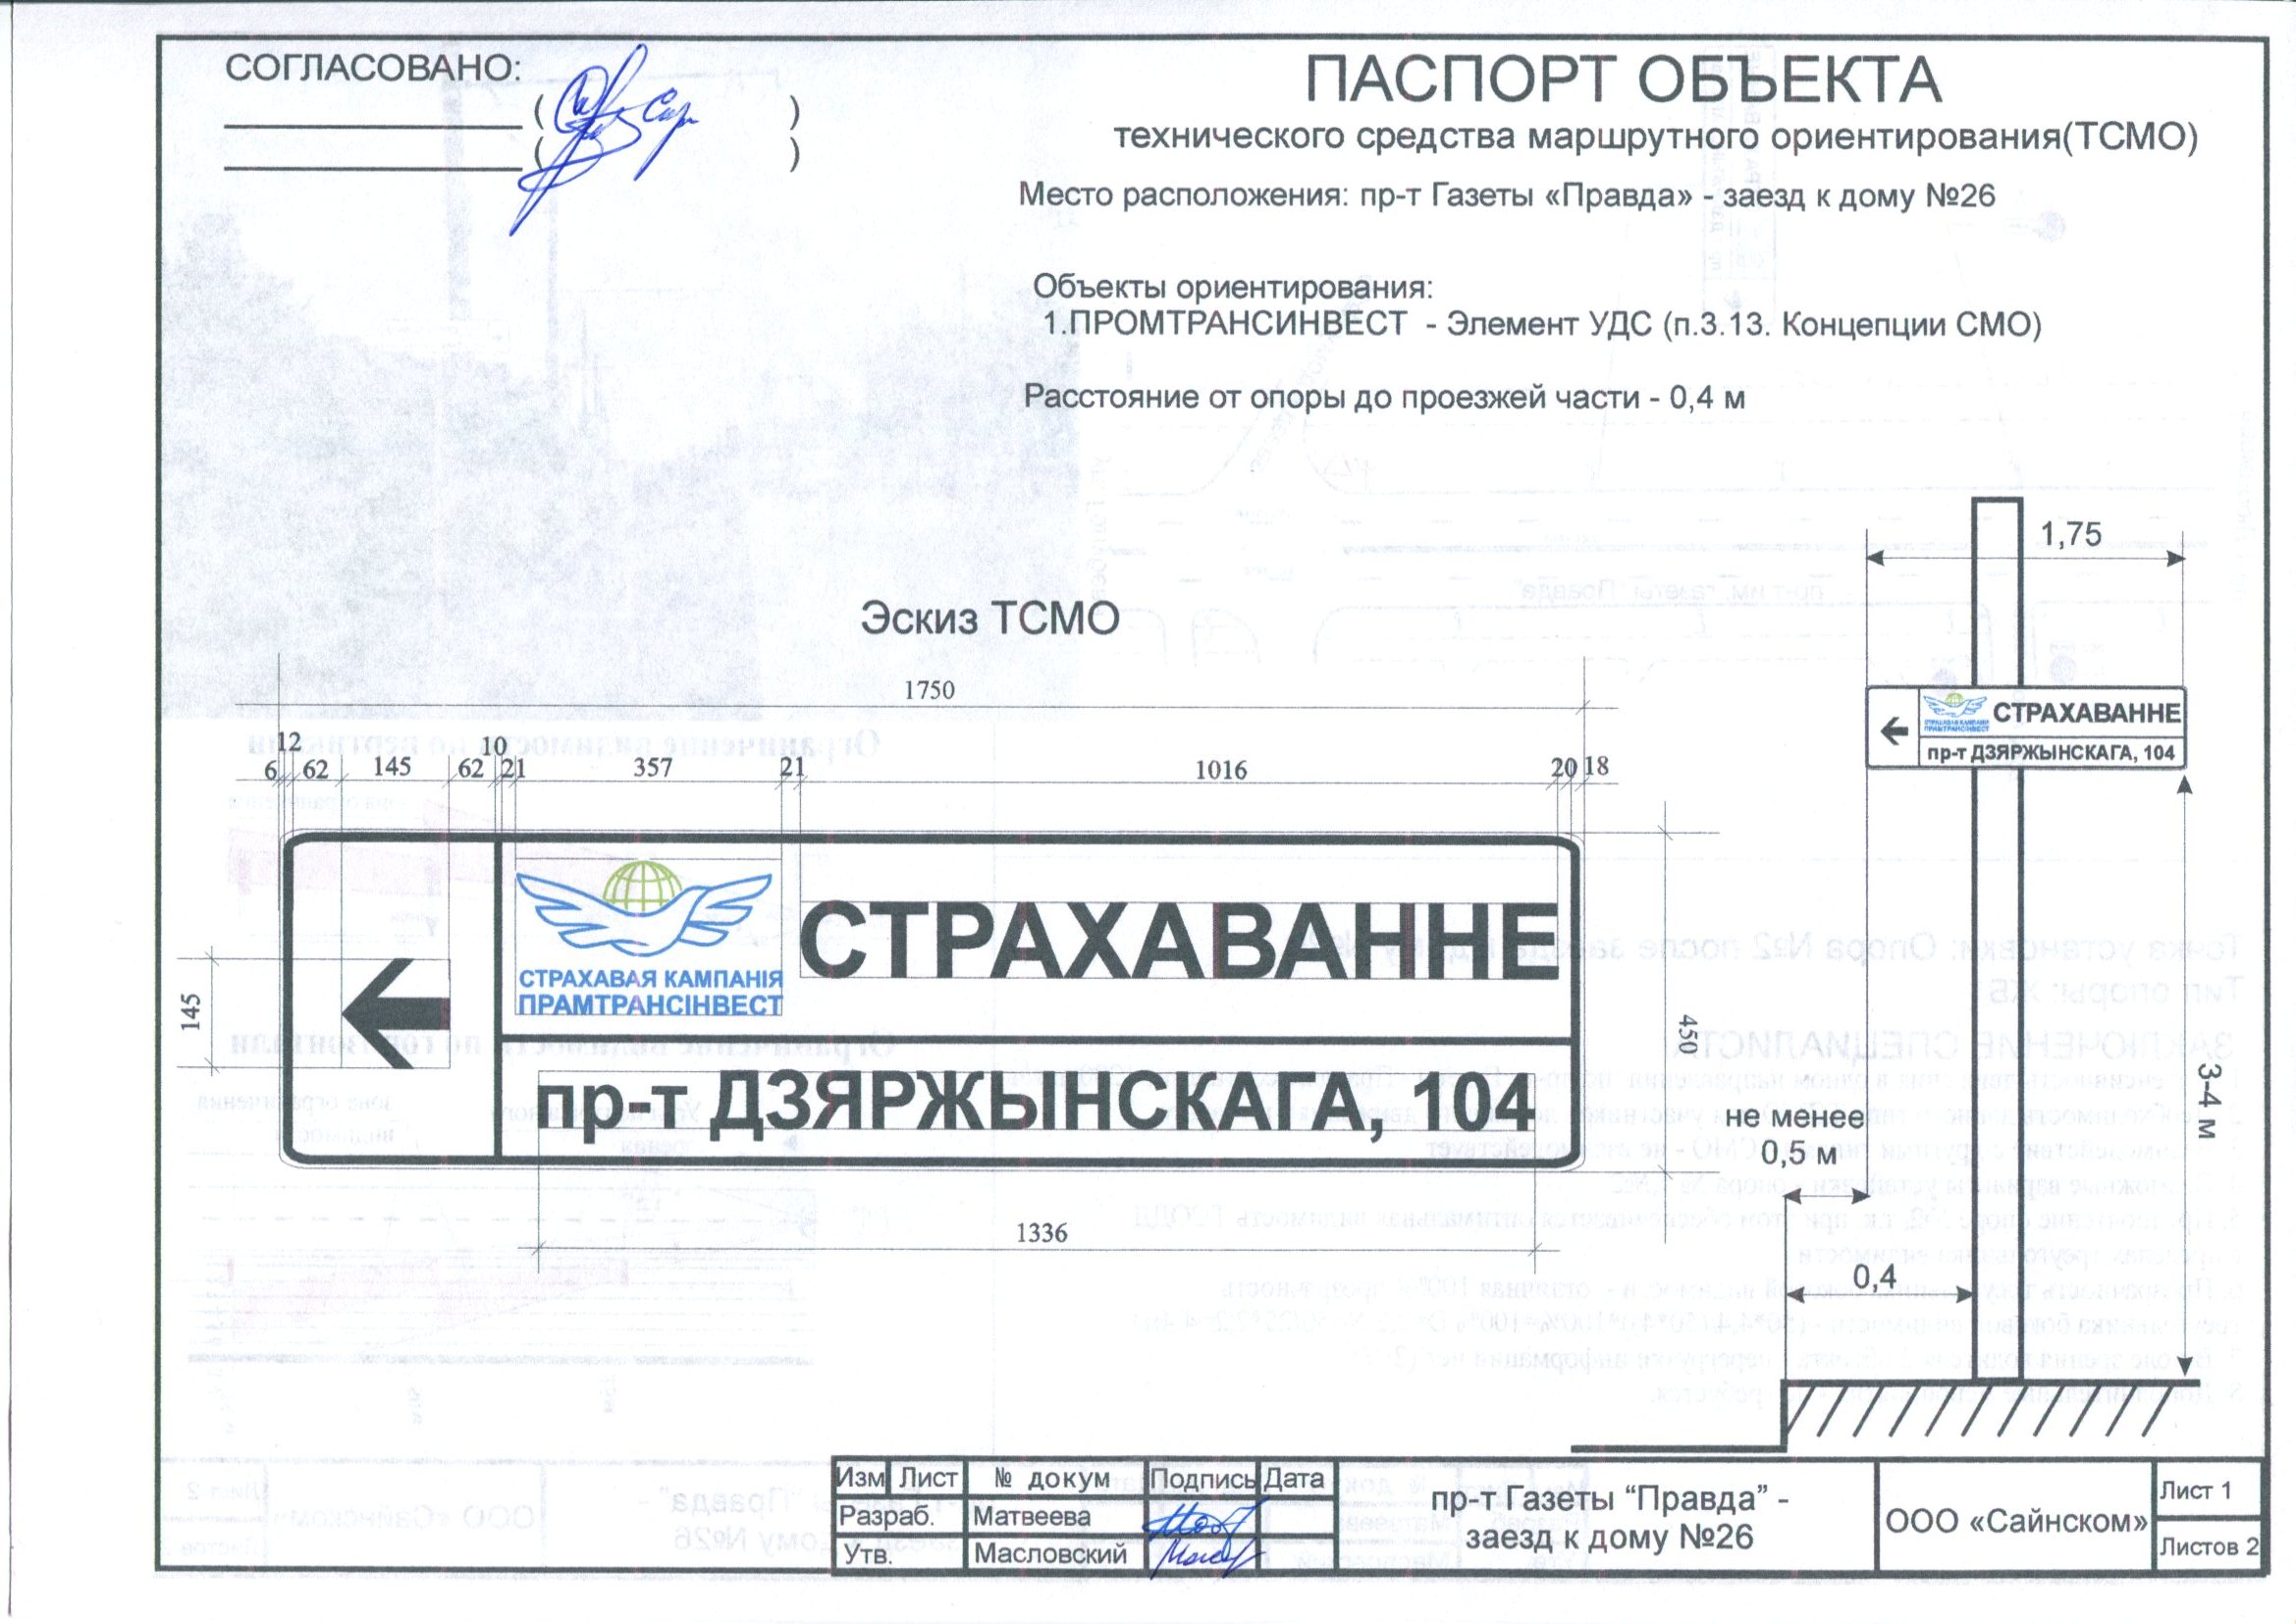 СОГЛАСОВАНО:
ПАСПОРТ ОБЪЕКТА
технического средства маршрутного ориентирования(ТСМО)
Место расположения: пр-т Газеты «Правда» - заезд к дому №26
Объекты ориентирования:
1.ПРОМТРАНСИНВЕСТ - Элемент УДС (п.3.13. Концепции СМО)
Расстояние от опоры до проезжей части - 0,4 м
Эскиз ТСМО
1750
12 10
6 62 145 62 21 357 21 1016 20 18
СТРАХАВАННЕ
СТРАХАВАЯ КАМПАНІЯ
ПРАМТРАНСІНВЕСТ
пр-т ДЗЯРЖЫНСКАГА, 104
145
450
1336
1,75
СТРАХАВАННЕ
СТРАХАВАЯ КАМПАНІЯ
ПРАМТРАНСІНВЕСТ
пр-т ДЗЯРЖЫНСКАГА, 104
3-4 м
не менее
0,5 м
0,4
Изм Лист № докум Подпись Дата
Разраб. Матвеева
Утв. Масловский
пр-т Газеты “Правда” -
заезд к дому №26
ООО «Сайнском»
Лист 1
Листов 2